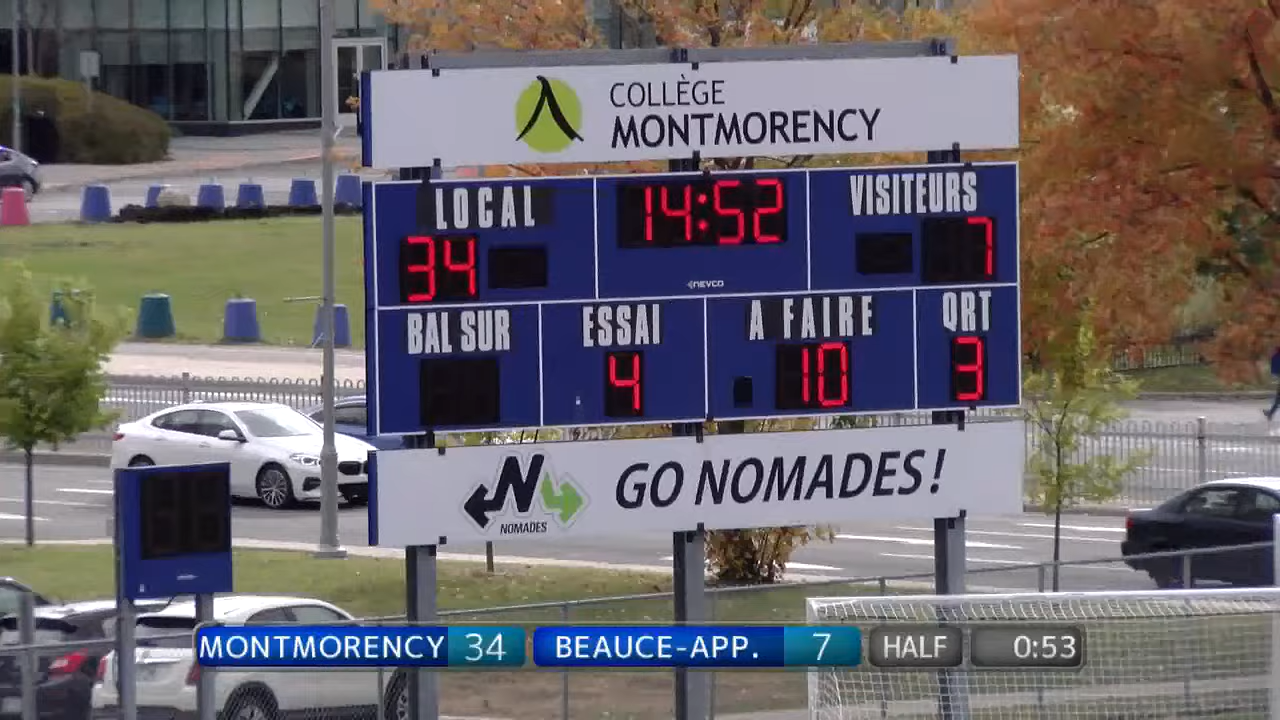 COLLÈGE
MONTMORENCY
LOCAL 14:52 VISITEURS
34 7
NEVCO
BAL SUR ESSAI A FAIRE QRT
4 10 3
N
NOMADES
GO NOMADES!
MONTMORENCY 34 BEAUCE-APP. 7 HALF 0:53